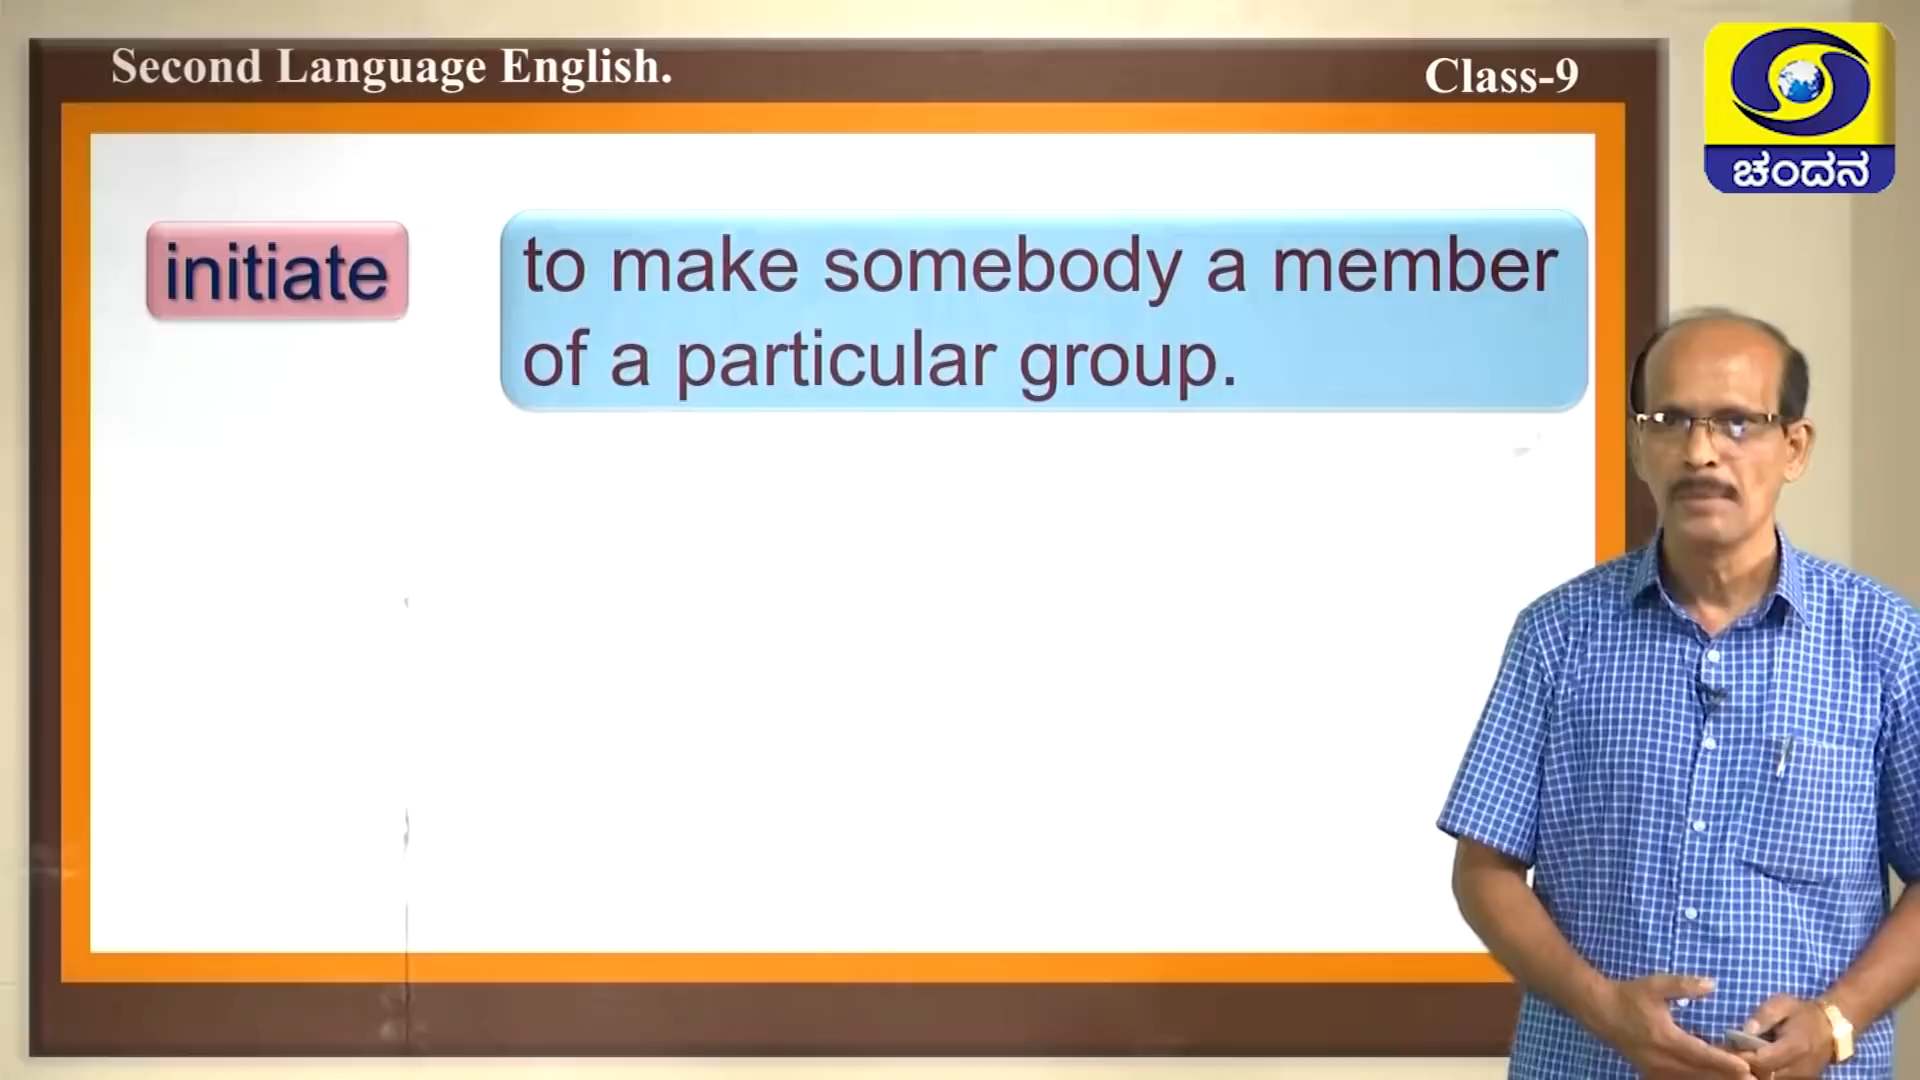 Second Language English.
Class-9
ಚಂದನ
initiate
to make somebody a member
of a particular group.